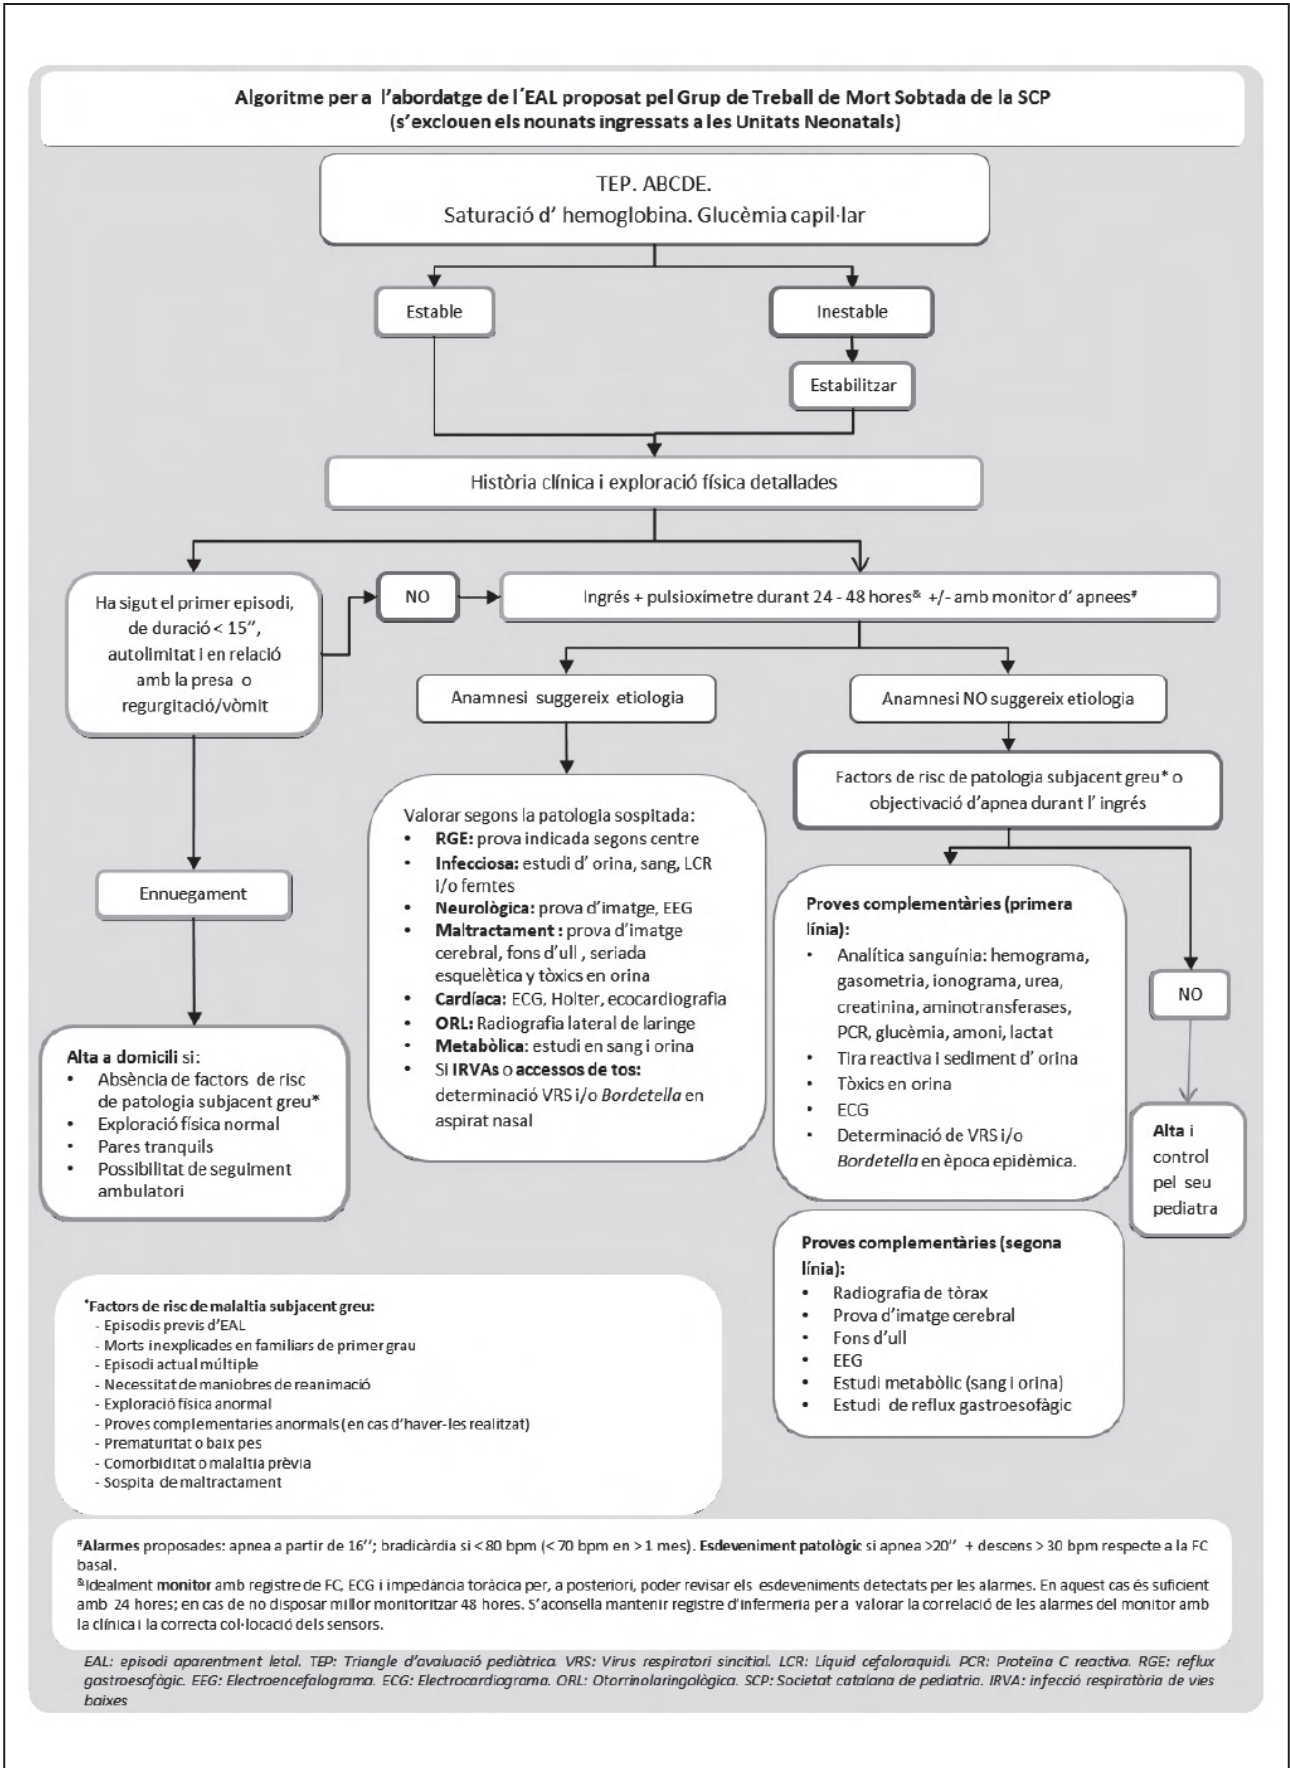 Algoritme per a l'abordatge de l´EAL proposat pel Grup de Treball de Mort Sobtada de la SCP
(s'exclouen els nounats ingressats a les Unitats Neonatals)
TEP. ABCDE.
Saturació d' hemoglobina. Glucèmia capil·lar
Estable
Inestable
Estabilitzar
Història clínica i exploració física detallades
Ha sigut el primer episodi,
de duració < 15'',
autolimitat i en relació
amb la presa o
regurgitació/vòmit
NO
Ingrés + pulsioxímetre durant 24 - 48 hores& +/- amb monitor d' apnees#
Anamnesi suggereix etiologia
Anamnesi NO suggereix etiologia
Factors de risc de patologia subjacent greu* o
objectivació d'apnea durant l' ingrés
Valorar segons la patologia sospitada:
• RGE: prova indicada segons centre
• Infecciosa: estudi d' orina, sang, LCR
i/o femtes
• Neurològica: prova d'imatge, EEG
• Maltractament : prova d'imatge
cerebral, fons d'ull , seriada
esquelètica y tòxics en orina
• Cardíaca: ECG, Holter, ecocardiografia
• ORL: Radiografia lateral de laringe
• Metabòlica: estudi en sang i orina
• Si IRVAs o accessos de tos:
determinació VRS i/o Bordetella en
aspirat nasal
Ennuegament
Alta a domicili si:
• Absència de factors de risc
de patologia subjacent greu*
• Exploració física normal
• Pares tranquils
• Possibilitat de seguiment
ambulatori
Proves complementàries (primera
línia):
• Analítica sanguínia: hemograma,
gasometria, ionograma, urea,
creatinina, aminotransferases,
PCR, glucèmia, amoni, lactat
• Tira reactiva i sediment d' orina
• Tòxics en orina
• ECG
• Determinació de VRS i/o
Bordetella en època epidèmica.
NO
Alta i
control
pel seu
pediatra
Proves complementàries (segona
línia):
• Radiografia de tòrax
• Prova d'imatge cerebral
• Fons d'ull
• EEG
• Estudi metabòlic (sang i orina)
• Estudi de reflux gastroesofàgic
*Factors de risc de malaltia subjacent greu:
- Episodis previs d'EAL
- Morts inexplicades en familiars de primer grau
- Episodi actual múltiple
- Necessitat de maniobres de reanimació
- Exploració física anormal
- Proves complementaries anormals (en cas d'haver-les realitzat)
- Prematuritat o baix pes
- Comorbiditat o malaltia prèvia
- Sospita de maltractament
#Alarmes proposades: apnea a partir de 16''; bradicàrdia si < 80 bpm (< 70 bpm en > 1 mes). Esdeveniment patològic si apnea >20'' + descens > 30 bpm respecte a la FC
basal.
&Idealment monitor amb registre de FC, ECG i impedància toràcica per, a posteriori, poder revisar els esdeveniments detectats per les alarmes. En aquest cas és suficient
amb 24 hores; en cas de no disposar millor monitoritzar 48 hores. S'aconsella mantenir registre d'infermeria per a valorar la correlació de les alarmes del monitor amb
la clínica i la correcta col·locació dels sensors.
EAL: episodio aparentment letal. TEP: Triangle d'avaluació pediàtrica. VRS: Virus respiratori sincitial. LCR: Líquid cefaloraquidi. PCR: Proteïna C reactiva. RGE: reflux
gastroesofàgic. EEG: Electroencefalograma. ECG: Electrocardiograma. ORL: Otorrinolaringològica. SCP: Societat catalana de pediatria. IRVA: infecció respiratòria de vies
baixes